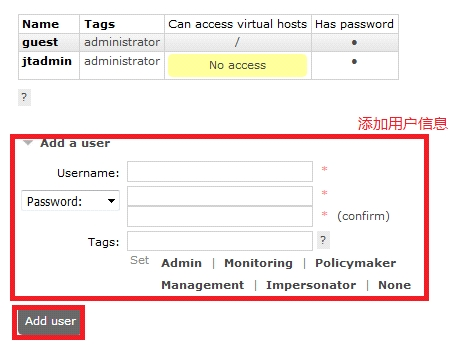 Name Tags Can access virtual hosts Has password
guest administrator / ●
jtadmin administrator No access ●
?
添加用户信息
Add a user
Username: *
Password: *
* (confirm)
Tags: ?
Set Admin | Monitoring | Policymaker
Management | Impersonator | None
Add user